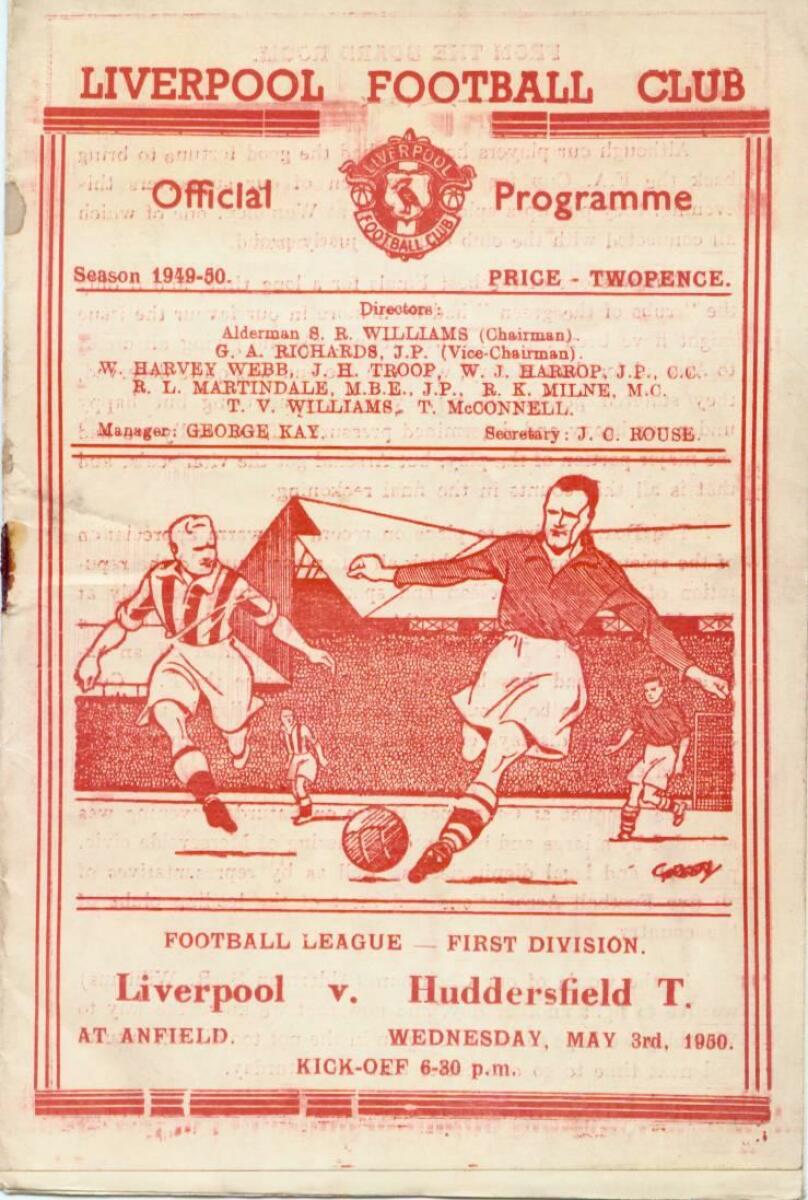 LIVERPOOL FOOTBALL CLUB
Official Programme
LIVERPOOL
FOOTBALL CLUB
Season 1949-50. PRICE - TWOPENCE.
Directors:
Alderman S. R. WILLIAMS (Chairman).
G. A. RICHARDS, J.P. (Vice-Chairman).
W. HARVEY WEBB, J. H. TROOP, W. J. HARROP, J.P., C.C.
R. L. MARTINDALE, M.B.E., J.P., R. K. MILNE, M.C.
T. V. WILLIAMS, T. McCONNELL.
Manager: GEORGE KAY. Secretary: J. C. ROUSE.
FOOTBALL LEAGUE — FIRST DIVISION.
Liverpool v. Huddersfield T.
AT ANFIELD. WEDNESDAY, MAY 3rd, 1950.
KICK-OFF 6-30 p.m.